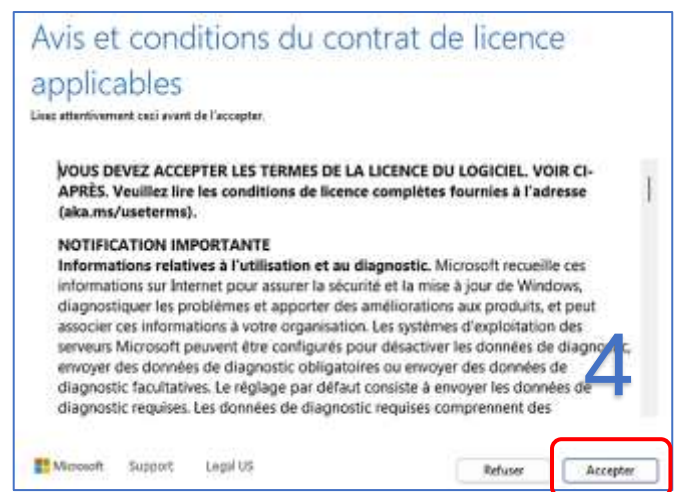 Avis et conditions du contrat de licence
applicables
Lisez attentivement ceci avant de l'accepter.
VOUS DEVEZ ACCEPTER LES TERMES DE LA LICENCE DU LOGICIEL. VOIR CI-
APRÈS. Veuillez lire les conditions de licence complètes fournies à l'adresse
(aka.ms/useterms).
NOTIFICATION IMPORTANTE
Informations relatives à l'utilisation et au diagnostic. Microsoft recueille ces
informations sur Internet pour assurer la sécurité et la mise à jour de Windows,
diagnostiquer les problèmes et apporter des améliorations aux produits, et peut
associer ces informations à votre organisation. Les systèmes d'exploitation des
serveurs Microsoft peuvent être configurés pour désactiver les données de diagnostic,
envoyer des données de diagnostic obligatoires ou envoyer des données de
diagnostic facultatives. Le réglage par défaut consiste à envoyer les données de
diagnostic requises. Les données de diagnostic requises comprennent des
4
Microsoft Support Legal US Refuser Accepter